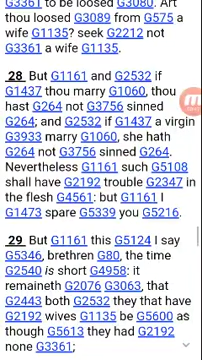 G3361 to be loosed G3080. Art
thou loosed G3089 from G575 a
wife G1135? seek G2212 not
G3361 a wife G1135.
28 But G1161 and G2532 if
G1437 thou marry G1060, thou
hast G264 not G3756 sinned
G264; and G2532 if G1437 a virgin
G3933 marry G1060, she hath
G264 not G3756 sinned G264.
Nevertheless G1161 such G5108
shall have G2192 trouble G2347 in
the flesh G4561: but G1161 I
G1473 spare G5339 you G5216.
29 But G1161 this G5124 I say
G5346, brethren G80, the time
G2540 is short G4958: it
remaineth G2076 G3063, that
G2443 both G2532 they that have
G2192 wives G1135 be G5600 as
though G5613 they had G2192
none G3361;